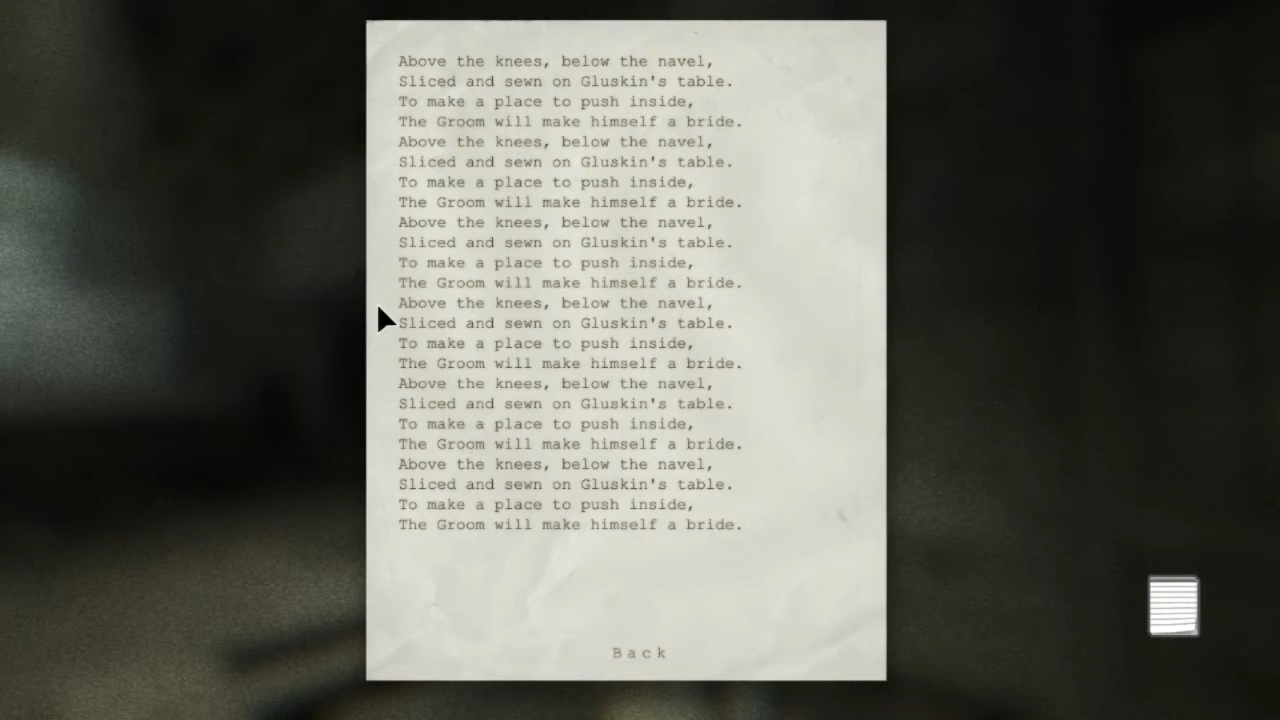 Above the knees, below the navel,
Sliced and sewn on Gluskin's table.
To make a place to push inside,
The Groom will make himself a bride.
Above the knees, below the navel,
Sliced and sewn on Gluskin's table.
To make a place to push inside,
The Groom will make himself a bride.
Above the knees, below the navel,
Sliced and sewn on Gluskin's table.
To make a place to push inside,
The Groom will make himself a bride.
Above the knees, below the navel,
Sliced and sewn on Gluskin's table.
To make a place to push inside,
The Groom will make himself a bride.
Above the knees, below the navel,
Sliced and sewn on Gluskin's table.
To make a place to push inside,
The Groom will make himself a bride.
Above the knees, below the navel,
Sliced and sewn on Gluskin's table.
To make a place to push inside,
The Groom will make himself a bride.
Back